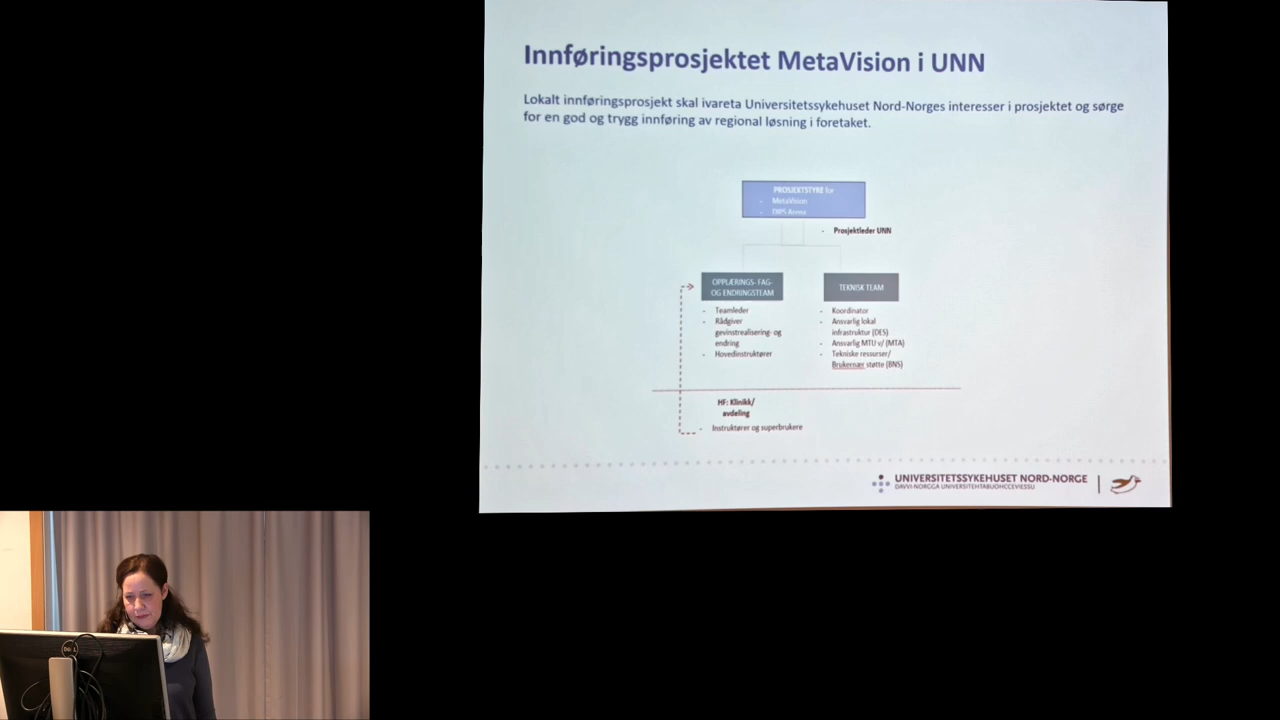 Innføringsprosjektet MetaVision i UNN
Lokalt innføringsprosjekt skal ivareta Universitetssykehuset Nord-Norges interesser i prosjektet og sørge
for en god og trygg innføring av regional løsning i foretaket.
PROSJEKTSTYRE for
- MetaVision
- DIPS Arena
- Prosjektleder UNN
OPPLÆRINGS- FAG-
OG ENDRINGSTEAM
- Teamleder
- Rådgiver
gevinstrealisering- og
endring
- Hovedinstruktører
TEKNISK TEAM
- Koordinator
- Ansvarlig lokal
infrastruktur (DES)
- Ansvarlig MTU v/ (MTA)
- Tekniske ressurser/
Brukernær støtte (BNS)
HF: Klinikk/
avdeling
- Instruktører og superbrukere
UNIVERSITETSSYKEHUSET NORD-NORGE
DAVVI-NORGGA UNIVERSITEHTABUOHCCEVIESSU